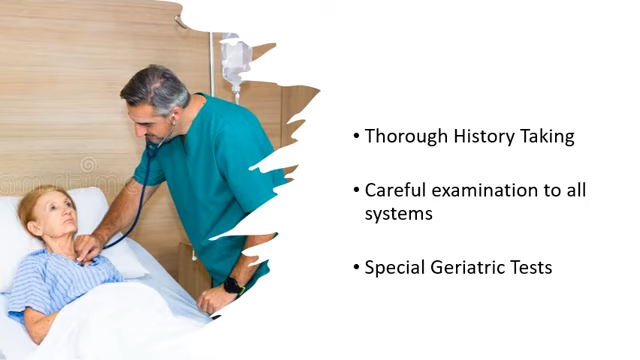 • Thorough History Taking
• Careful examination to all
systems
• Special Geriatric Tests